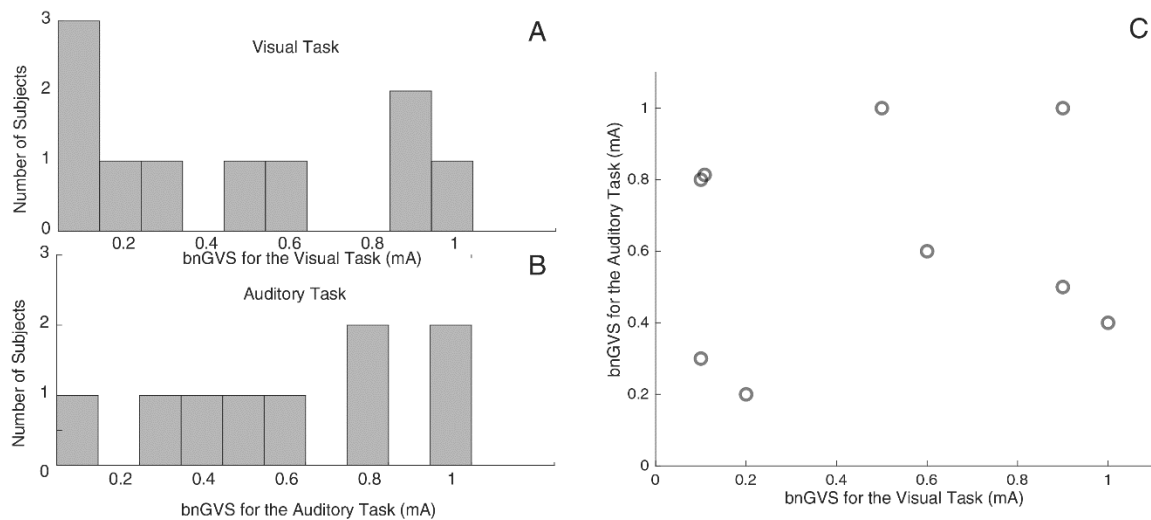 A
Visual Task
Number of Subjects
3
2
1
0
0.2 0.4 0.6 0.8 1
bnGVS for the Visual Task (mA)
B
Auditory Task
Number of Subjects
3
2
1
0
0.2 0.4 0.6 0.8 1
bnGVS for the Auditory Task (mA)
C
bnGVS for the Auditory Task (mA)
1
0.8
0.6
0.4
0.2
0
0 0.2 0.4 0.6 0.8 1
bnGVS for the Visual Task (mA)